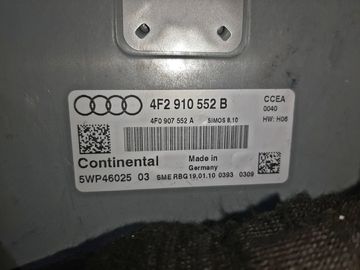 4F2 910 552 B
CCEA
0040
4F0 907 552 A SIMOS 8.10
HW: H06
Continental
Made in
Germany
5WP46025 03
SME RBG 19.01.10 0393 0309